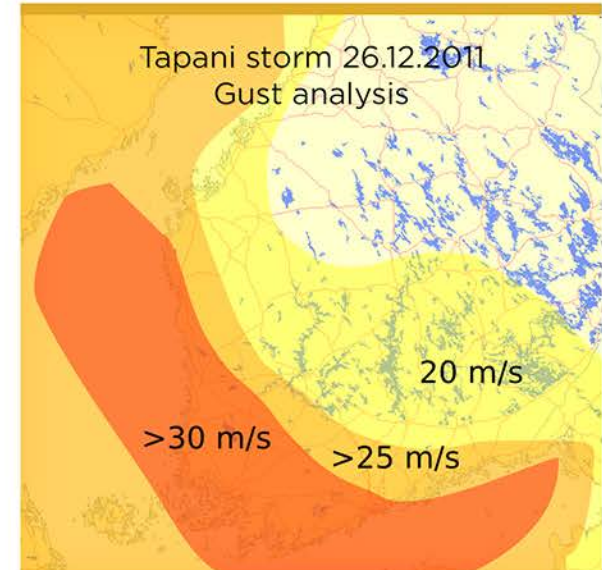 Tapani storm 26.12.2011
Gust analysis
20 m/s
>30 m/s
>25 m/s